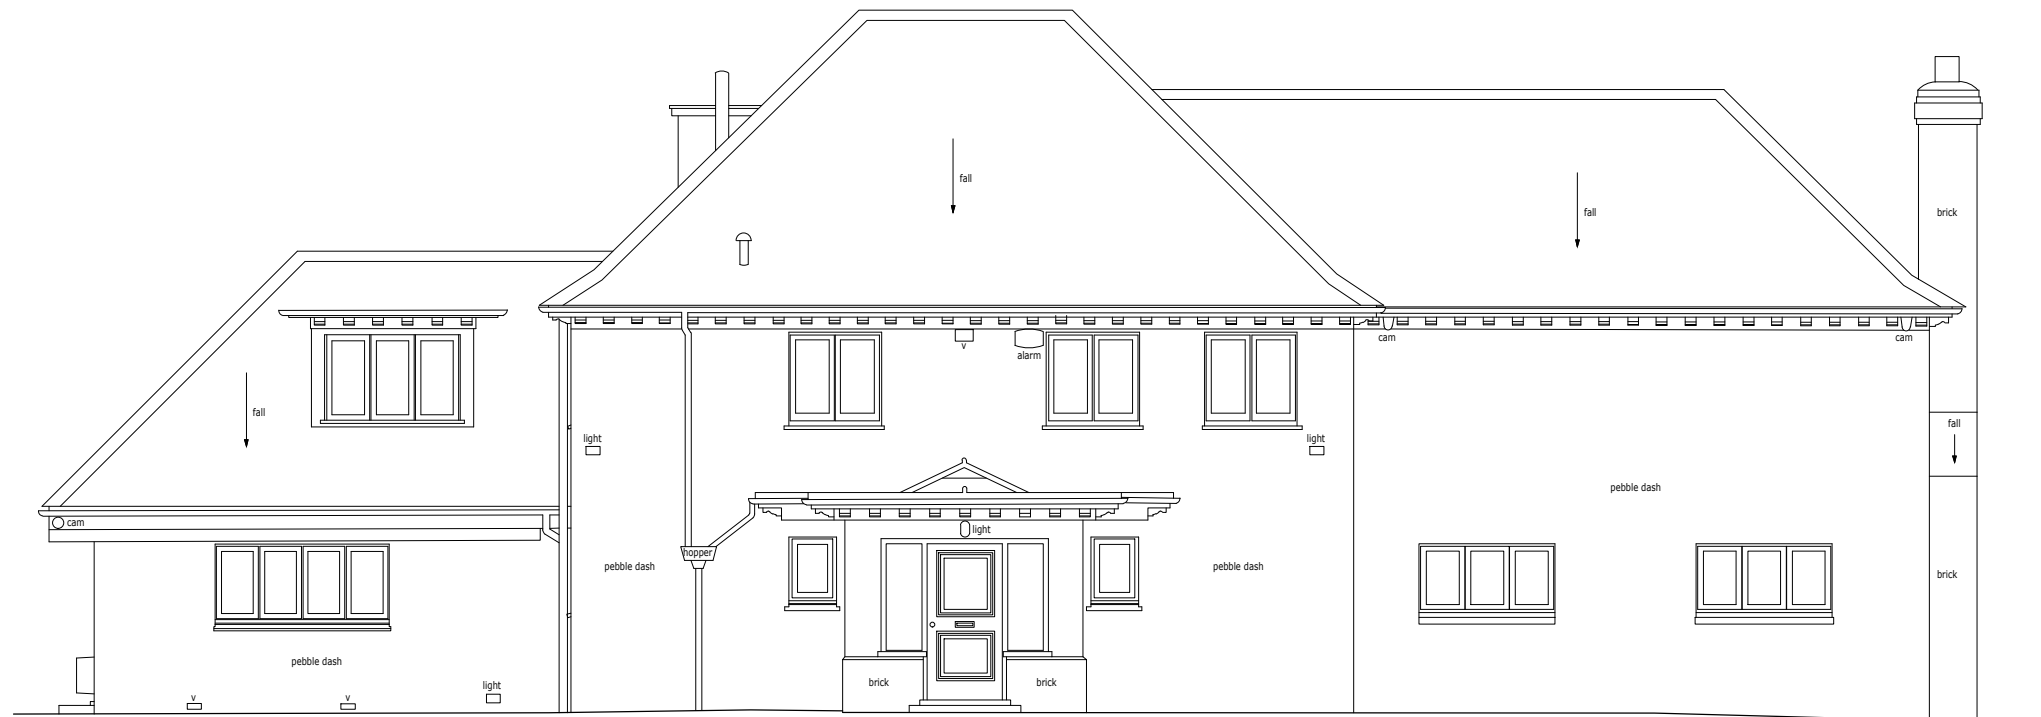 fall
brick
fall
v
alarm
cam
cam
fall
fall
light
light
pebble dash
cam
light
hopper
pebble dash
pebble dash
brick
pebble dash
brick
brick
light
v
v